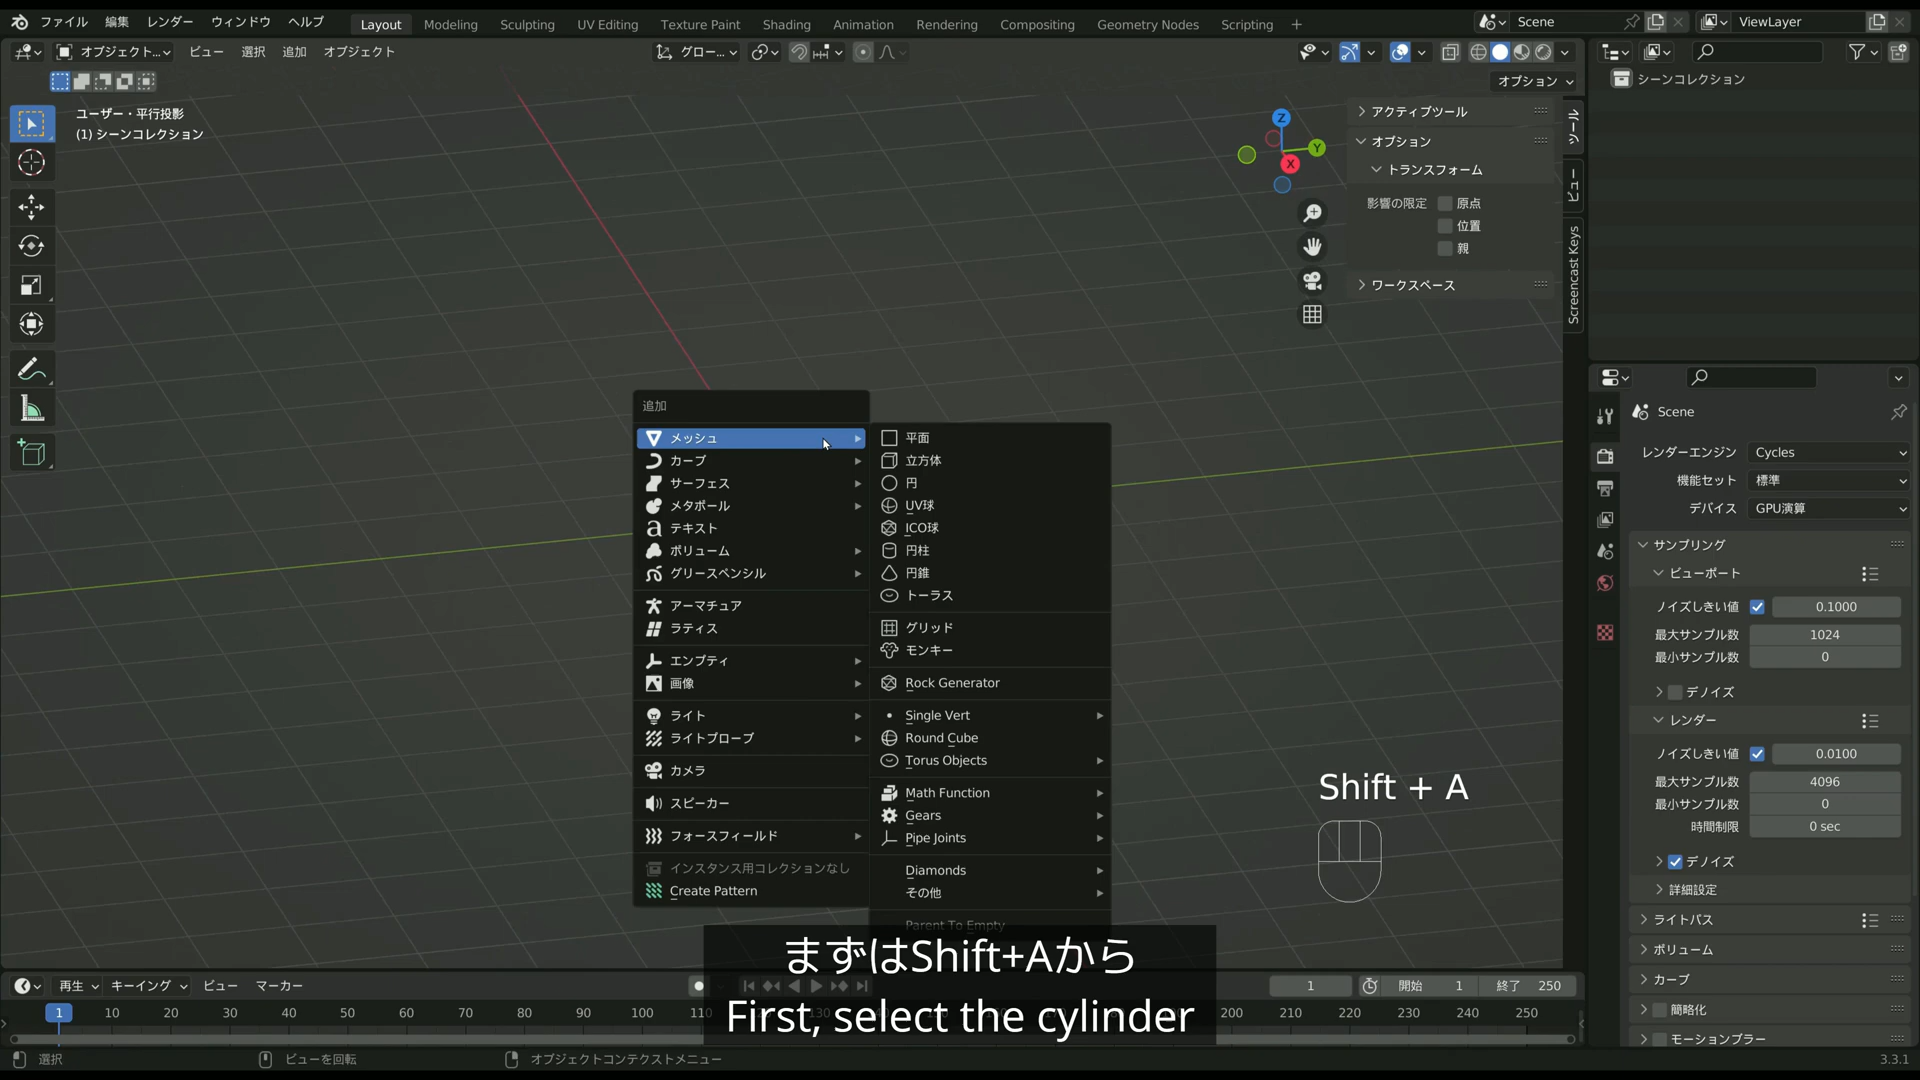 ファイル 編集 レンダー ウィンドウ ヘルプ Layout Modeling Sculpting UV Editing Texture Paint Shading Animation Rendering Compositing Geometry Nodes Scripting + Scene ViewLayer
オブジェクト... ビュー 選択 追加 オブジェクト グロー...
オプション
シーンコレクション
ユーザー・平行投影
(1) シーンコレクション
Z
Y
X
アクティブツール
オプション
トランスフォーム
影響の限定 原点
位置
親
ワークスペース
ツール
ビュー
Screencast Keys
追加
メッシュ
カーブ
サーフェス
メタボール
テキスト
ボリューム
グリースペンシル
アーマチュア
ラティス
エンプティ
画像
ライト
ライトプローブ
カメラ
スピーカー
フォースフィールド
インスタンス用コレクションなし
Create Pattern
平面
立方体
円
UV球
ICO球
円柱
円錐
トーラス
グリッド
モンキー
Rock Generator
Single Vert
Round Cube
Torus Objects
Math Function
Gears
Pipe Joints
Diamonds
その他
Parent To Empty
Shift + A
Scene
レンダーエンジン Cycles
機能セット 標準
デバイス GPU演算
サンプリング
ビューポート
ノイズしきい値 0.1000
最大サンプル数 1024
最小サンプル数 0
デノイズ
レンダー
ノイズしきい値 0.0100
最大サンプル数 4096
最小サンプル数 0
時間制限 0 sec
デノイズ
詳細設定
ライトパス
ボリューム
カーブ
簡略化
モーションブラー
まずはShift+Aから
First, select the cylinder
再生 キーイング ビュー マーカー 1 開始 1 終了 250
1 10 20 30 40 50 60 70 80 90 100 110 200 210 220 230 240 250
選択 ビューを回転 オブジェクトコンテクストメニュー 3.3.1